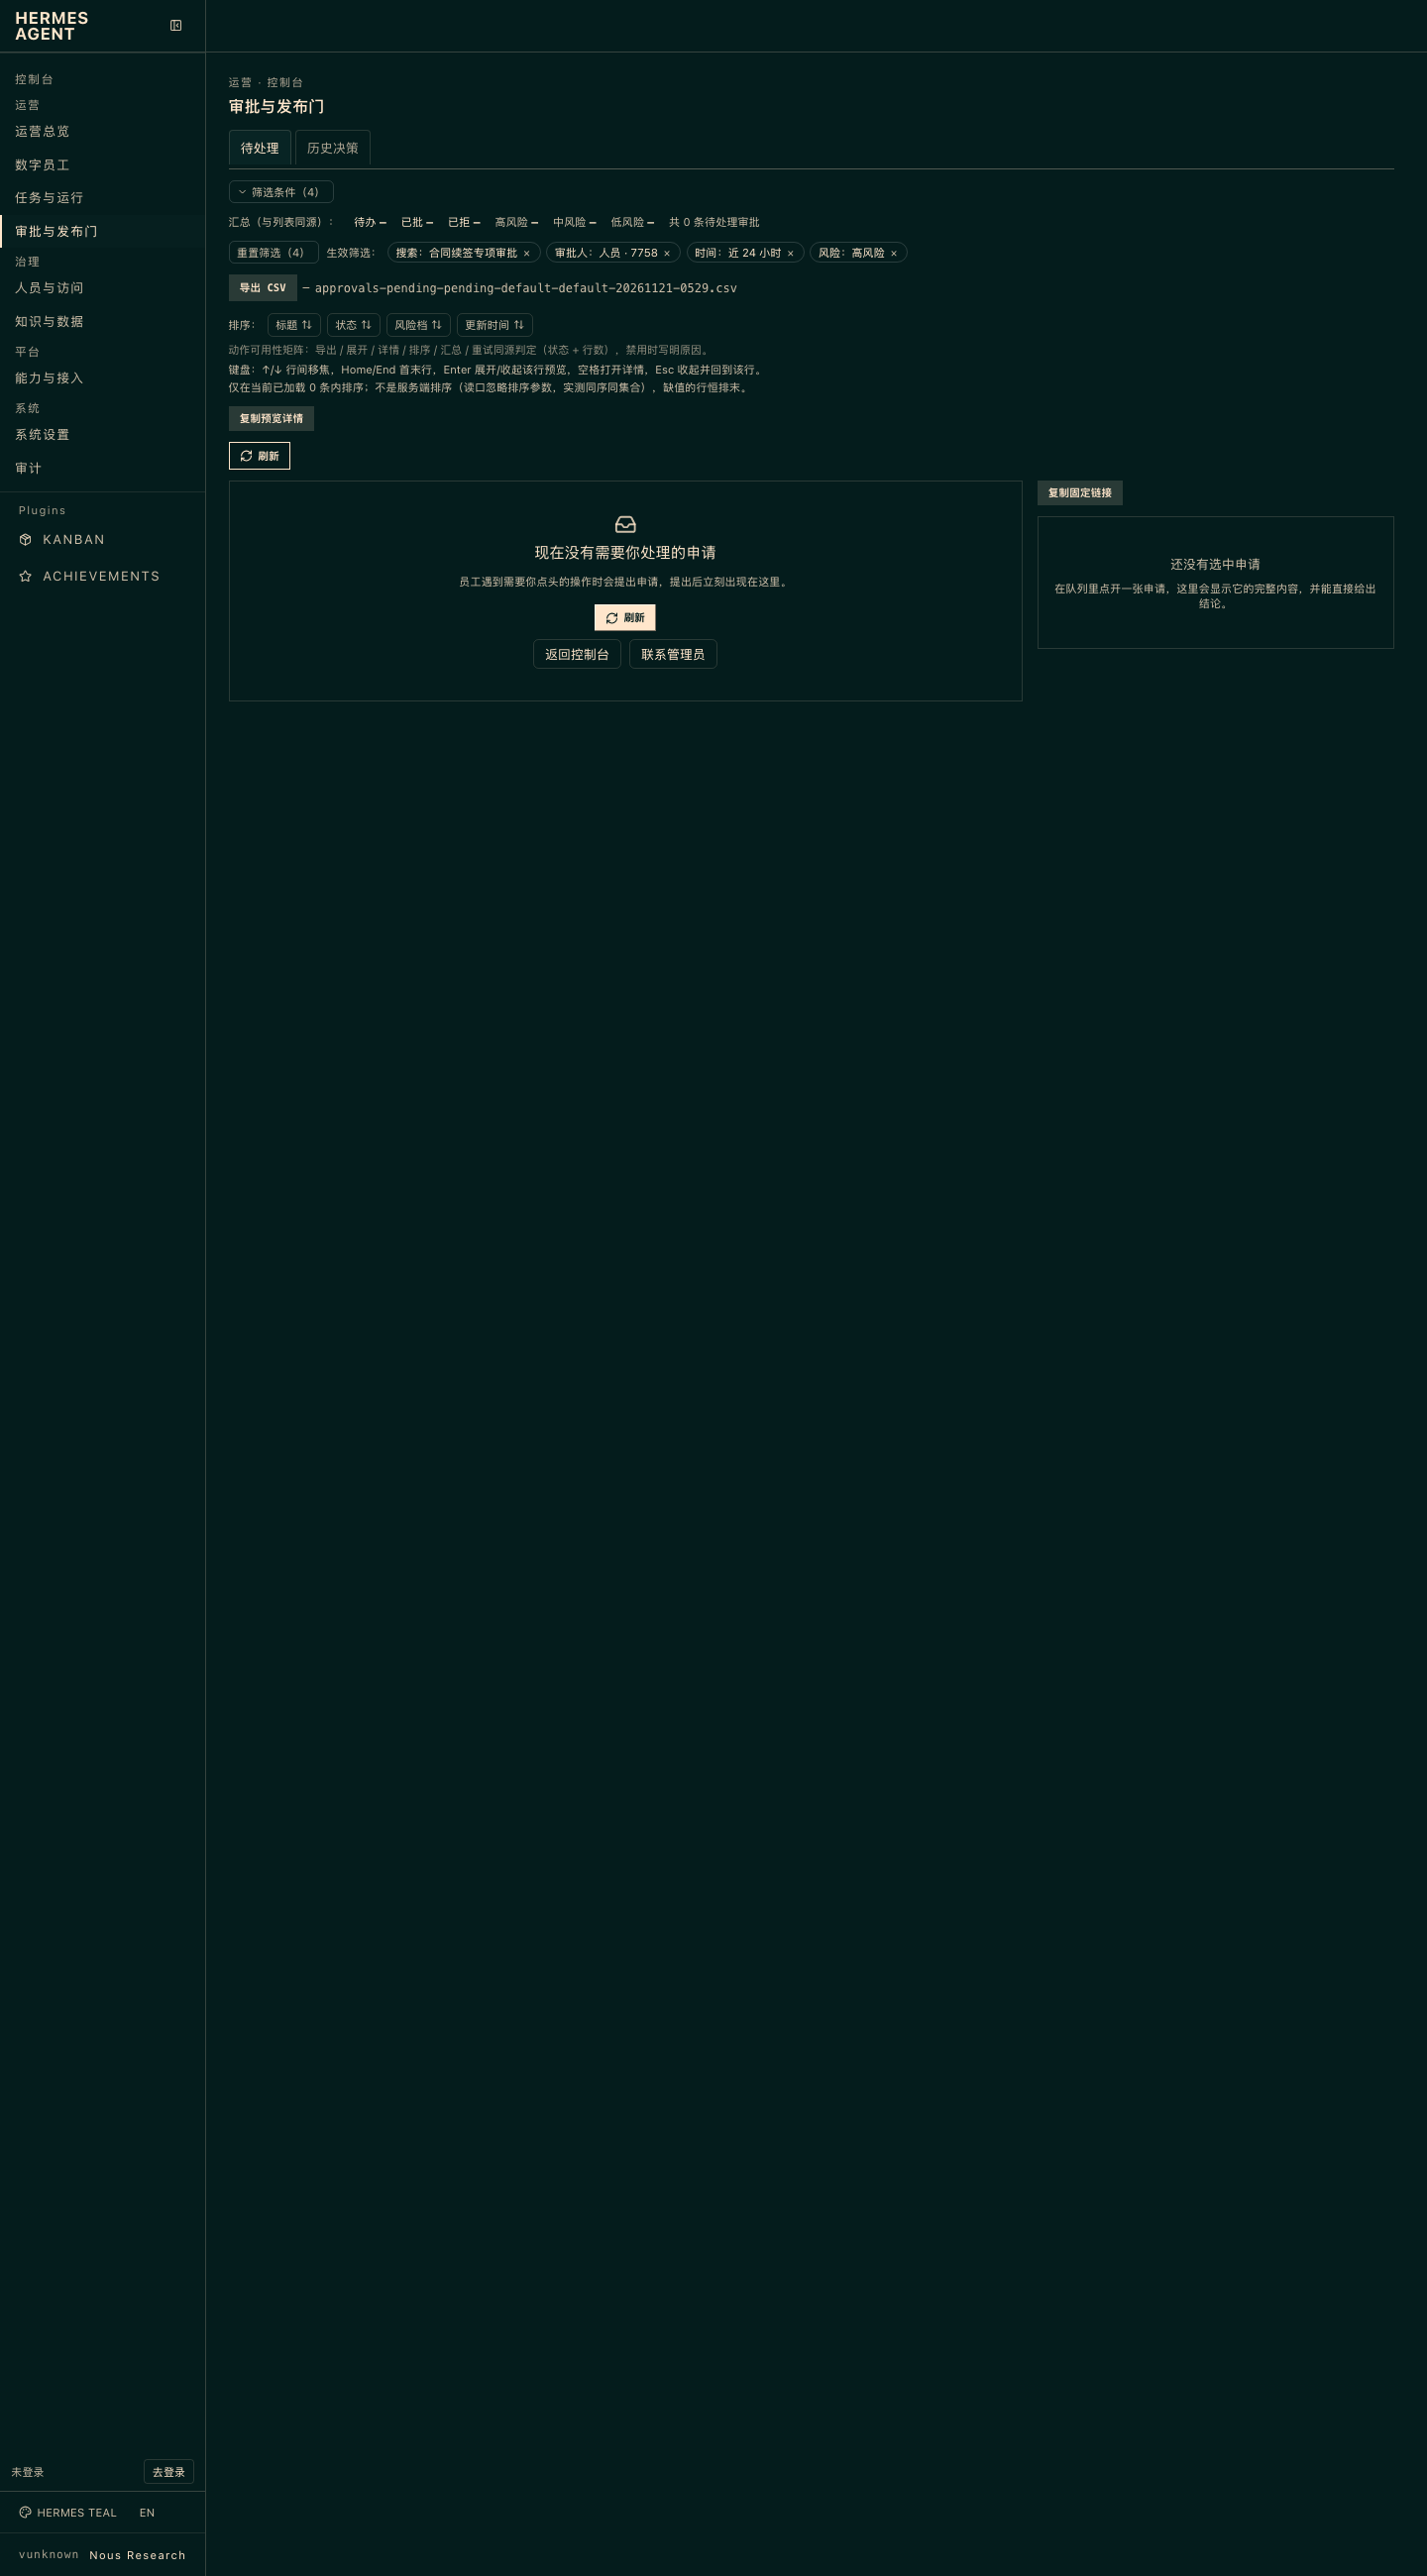 HERMES
AGENT
控制台
运营
运营总览
数字员工
任务与运行
审批与发布门
治理
人员与访问
知识与数据
平台
能力与接入
系统
系统设置
审计
Plugins
KANBAN
ACHIEVEMENTS
未登录 去登录
HERMES TEAL EN
vunknown Nous Research
运营 · 控制台
审批与发布门
待处理 历史决策
筛选条件（4）
汇总（与列表同源）： 待办 — 已批 — 已拒 — 高风险 — 中风险 — 低风险 — 共 0 条待处理审批
重置筛选（4） 生效筛选： 搜索：合同续签专项审批 × 审批人：人员 · 7758 × 时间：近 24 小时 × 风险：高风险 ×
导出 CSV — approvals-pending-pending-default-default-20261121-0529.csv
排序： 标题 ⇅ 状态 ⇅ 风险档 ⇅ 更新时间 ⇅
动作可用性矩阵：导出 / 展开 / 详情 / 排序 / 汇总 / 重试同源判定（状态 + 行数），禁用时写明原因。
键盘：↑/↓ 行间移焦，Home/End 首末行，Enter 展开/收起该行预览，空格打开详情，Esc 收起并回到该行。
仅在当前已加载 0 条内排序；不是服务端排序（读口忽略排序参数，实测同序同集合），缺值的行恒排末。
复制预览详情
刷新
现在没有需要你处理的申请
员工遇到需要你点头的操作时会提出申请，提出后立刻出现在这里。
刷新
返回控制台 联系管理员
复制固定链接
还没有选中申请
在队列里点开一张申请，这里会显示它的完整内容，并能直接给出
结论。